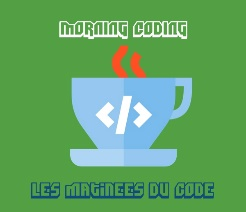 MORNING CODING
</>
LES MATINEES DU CODE